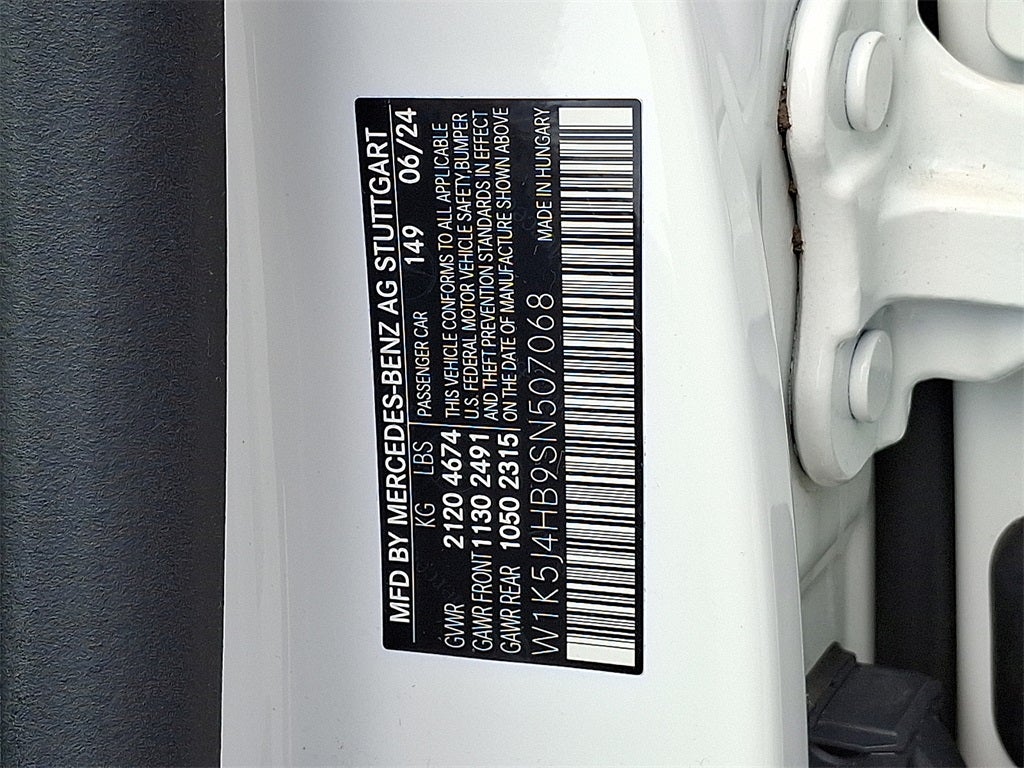 MFD BY MERCEDES-BENZ AG STUTTGART
KG LBS PASSENGER CAR 149 06/24
GVWR 2120 4674 THIS VEHICLE CONFORMS TO ALL APPLICABLE
U.S. FEDERAL MOTOR VEHICLE SAFETY,BUMPER
GAWR FRONT 1130 2491 AND THEFT PREVENTION STANDARDS IN EFFECT
GAWR REAR 1050 2315 ON THE DATE OF MANUFACTURE SHOWN ABOVE
W1K5J4HB9SN507068 MADE IN HUNGARY